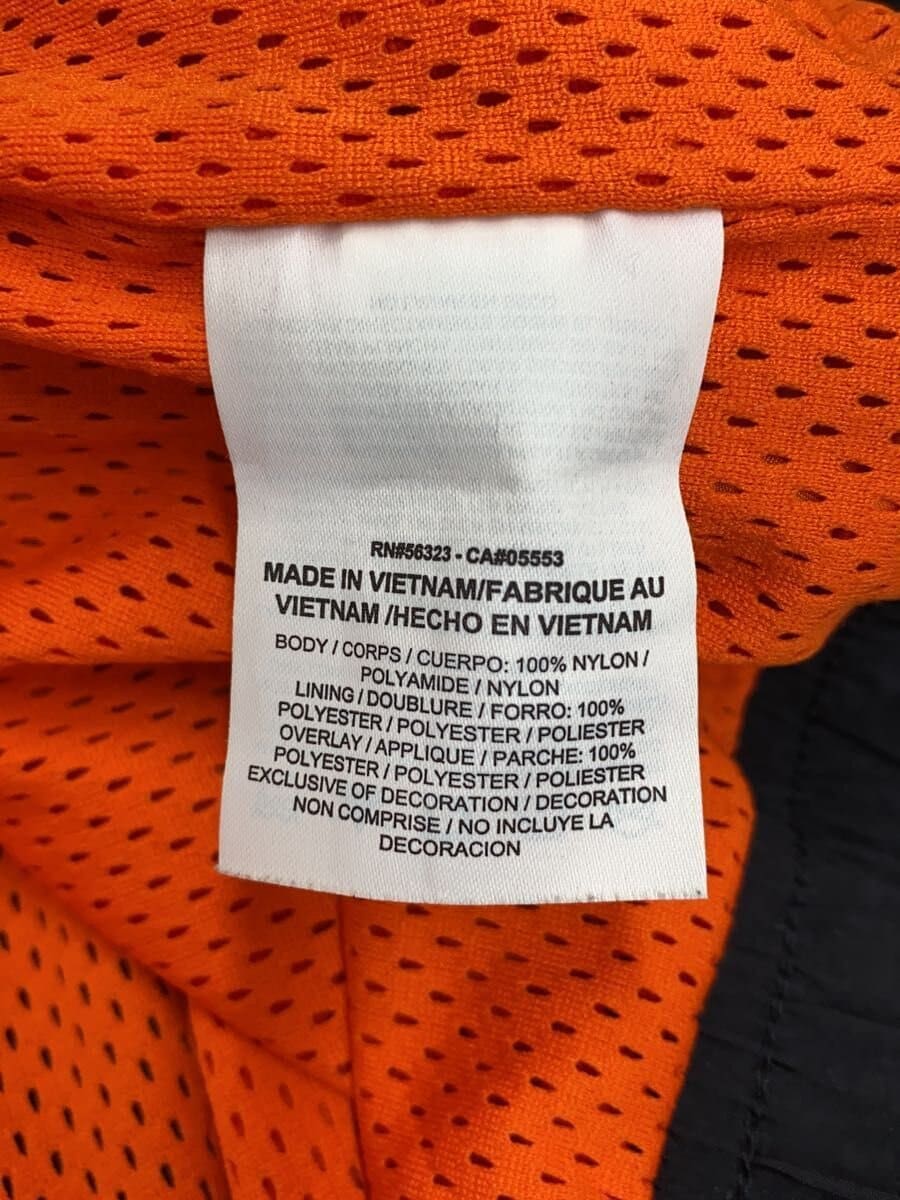 RN#56323 - CA#05553
MADE IN VIETNAM/FABRIQUE AU
VIETNAM /HECHO EN VIETNAM
BODY / CORPS / CUERPO: 100% NYLON /
POLYAMIDE / NYLON
LINING / DOUBLURE / FORRO: 100%
POLYESTER / POLYESTER / POLIESTER
OVERLAY / APPLIQUE / PARCHE: 100%
POLYESTER / POLYESTER / POLIESTER
EXCLUSIVE OF DECORATION / DECORATION
NON COMPRISE / NO INCLUYE LA
DECORACION